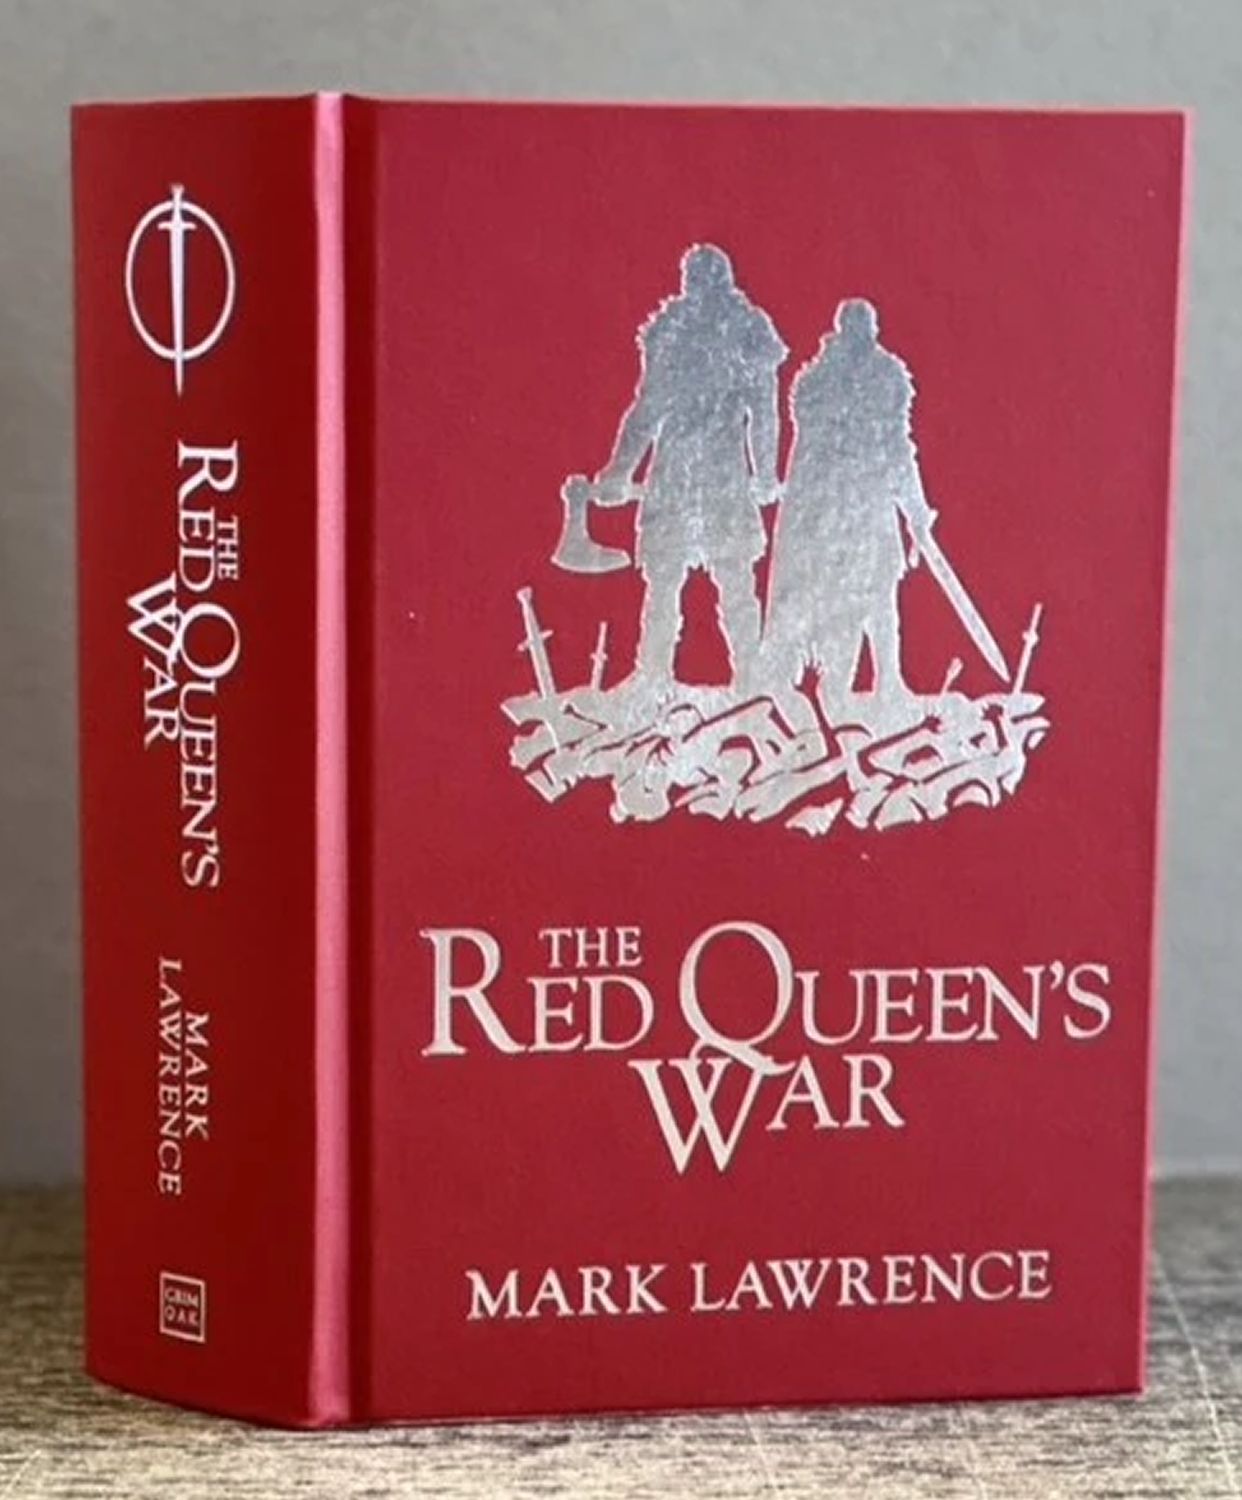 THE
RED QUEEN'S
WAR
MARK
LAWRENCE
GRIM
OAK
THE
RED QUEEN'S
WAR
MARK LAWRENCE